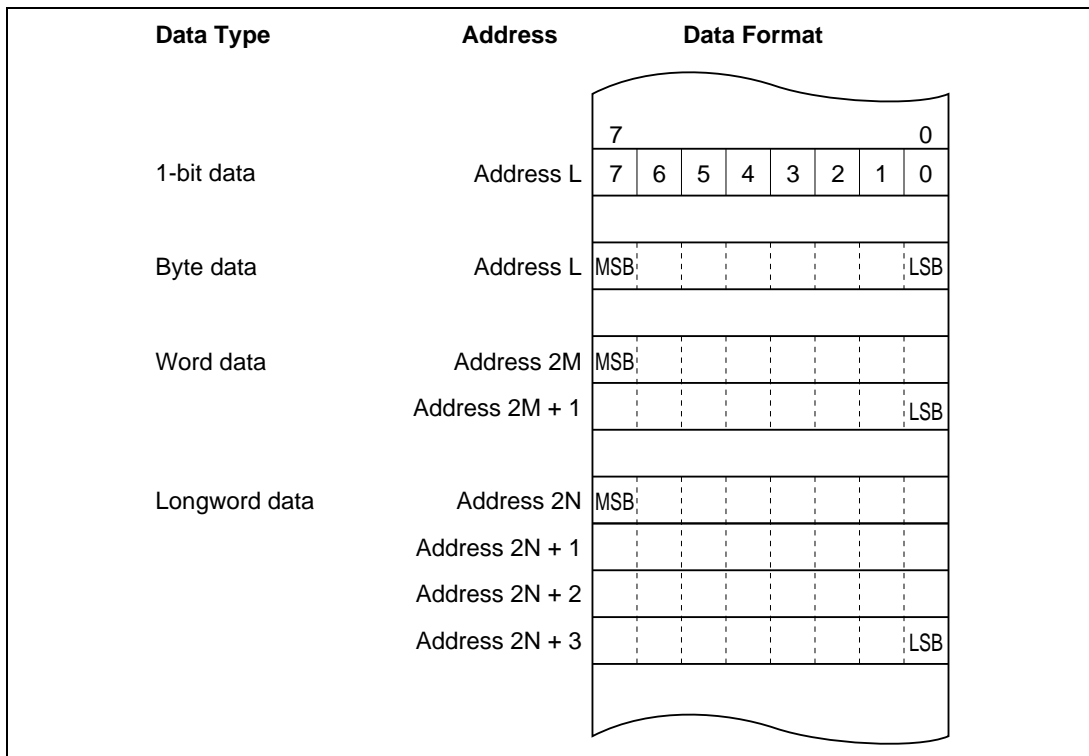 Data Type Address Data Format
7 0
1-bit data Address L 7 6 5 4 3 2 1 0
Byte data Address L MSB LSB
Word data Address 2M MSB
Address 2M + 1 LSB
Longword data Address 2N MSB
Address 2N + 1
Address 2N + 2
Address 2N + 3 LSB